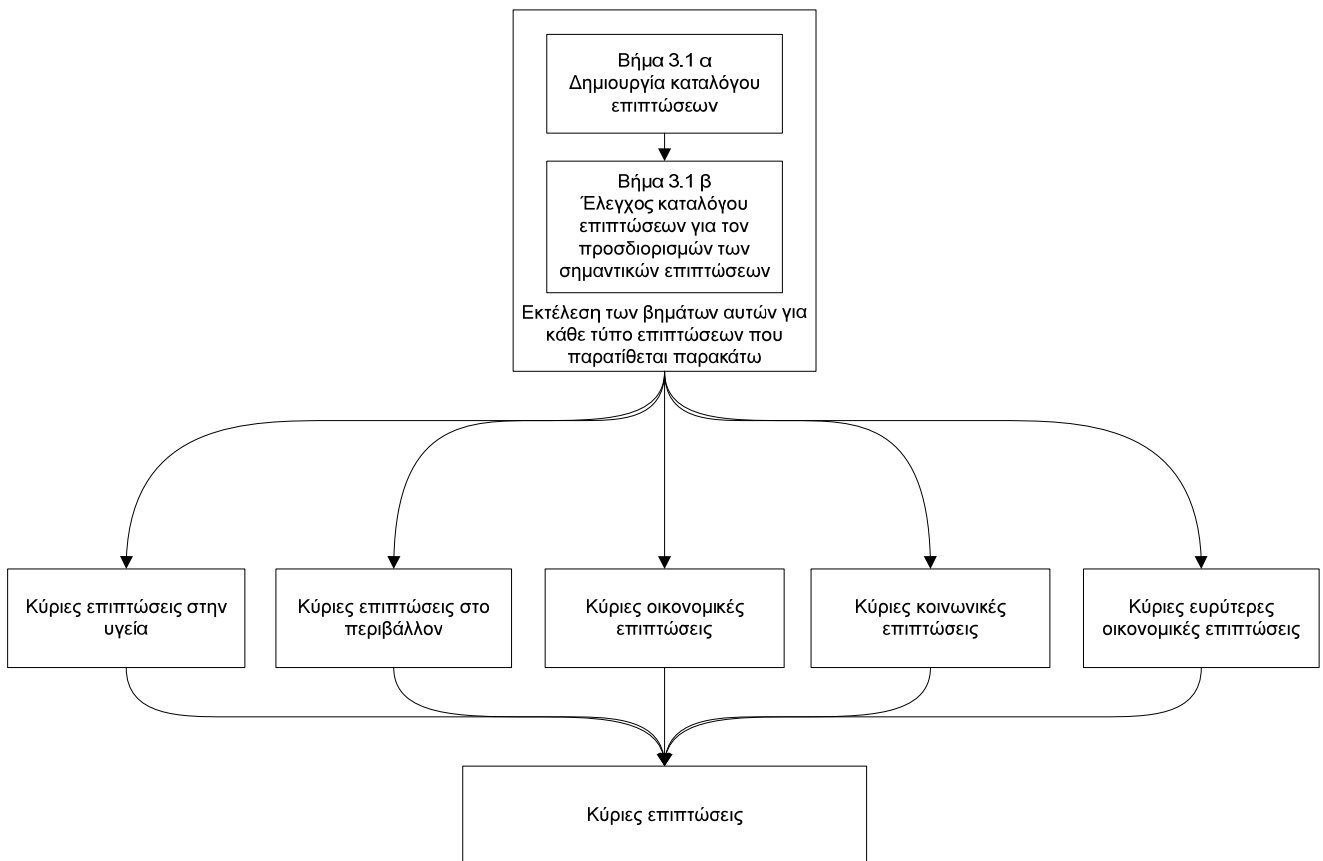 Βήμα 3.1 α
Δημιουργία καταλόγου
επιπτώσεων
Βήμα 3.1 β
Έλεγχος καταλόγου
επιπτώσεων για τον
προσδιορισμών των
σημαντικών επιπτώσεων
Εκτέλεση των βημάτων αυτών για
κάθε τύπο επιπτώσεων που
παρατίθεται παρακάτω
Κύριες επιπτώσεις στην
υγεία
Κύριες επιπτώσεις στο
περιβάλλον
Κύριες οικονομικές
επιπτώσεις
Κύριες κοινωνικές
επιπτώσεις
Κύριες ευρύτερες
οικονομικές επιπτώσεις
Κύριες επιπτώσεις